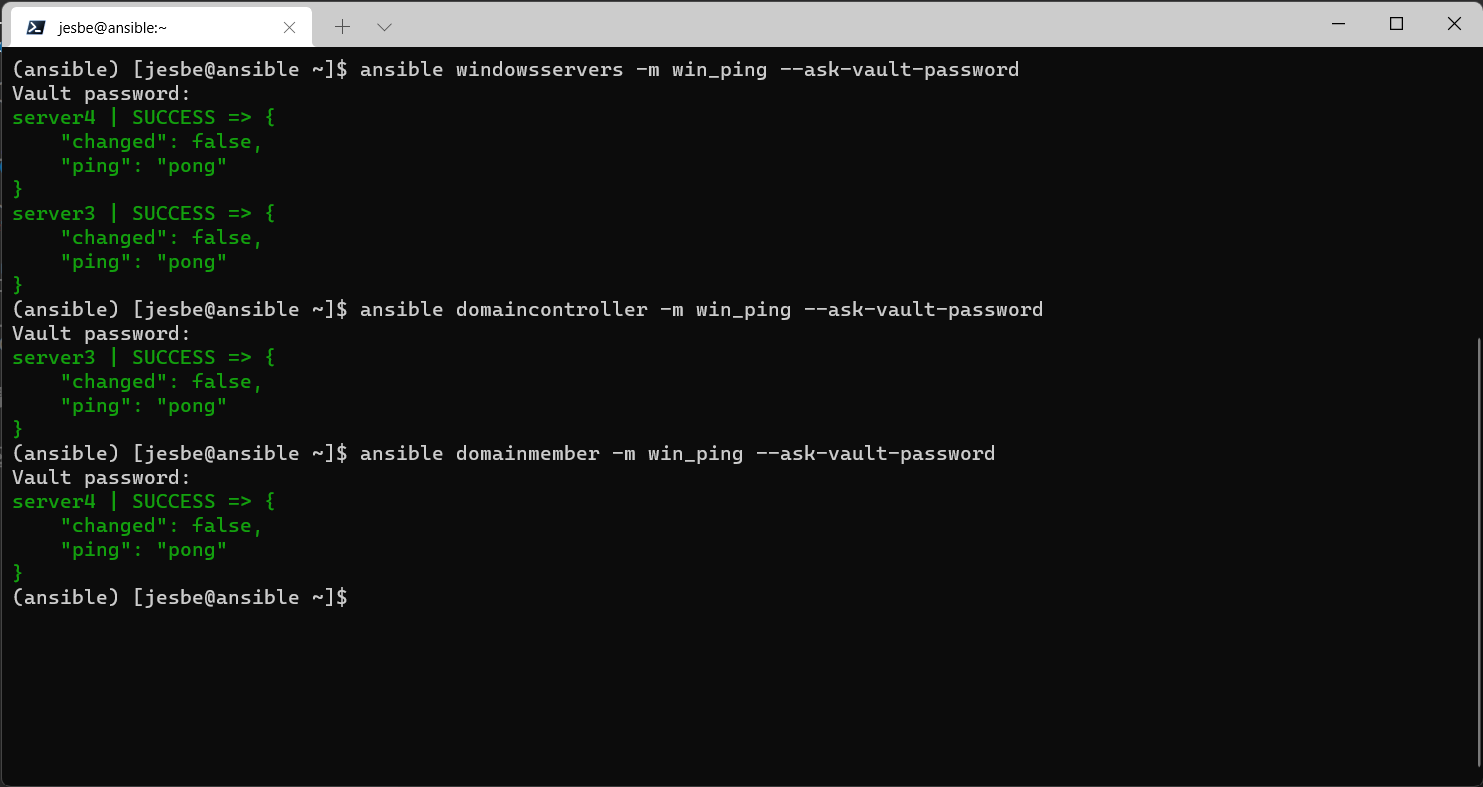 jesbe@ansible:~
(ansible) [jesbe@ansible ~]$ ansible windowsservers -m win_ping --ask-vault-password
Vault password:
server4 | SUCCESS => {
    "changed": false,
    "ping": "pong"
}
server3 | SUCCESS => {
    "changed": false,
    "ping": "pong"
}
(ansible) [jesbe@ansible ~]$ ansible domaincontroller -m win_ping --ask-vault-password
Vault password:
server3 | SUCCESS => {
    "changed": false,
    "ping": "pong"
}
(ansible) [jesbe@ansible ~]$ ansible domainmember -m win_ping --ask-vault-password
Vault password:
server4 | SUCCESS => {
    "changed": false,
    "ping": "pong"
}
(ansible) [jesbe@ansible ~]$